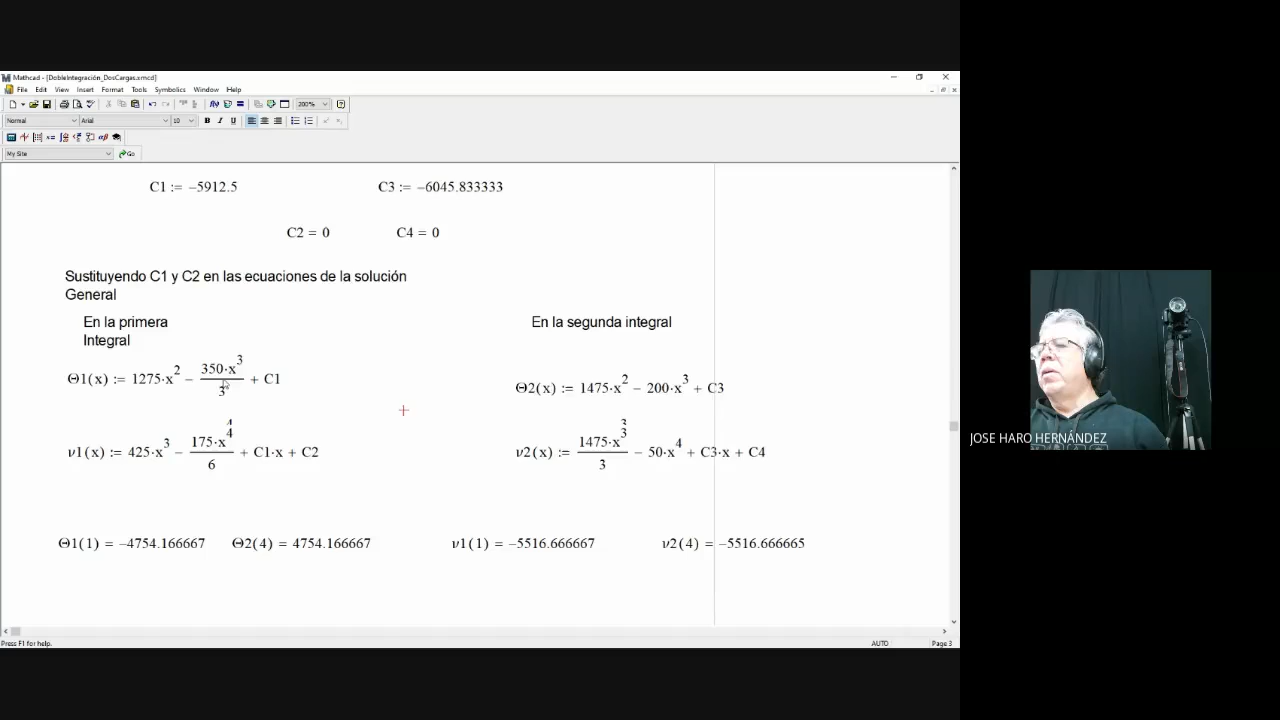 Mathcad - [DobleIntegración_DosCargas.xmcd]
File Edit View Insert Format Tools Symbolics Window Help
200%
Normal Arial 10 B I U
My Site Go
C1 := −5912.5 C3 := −6045.833333
C2 = 0 C4 = 0
Sustituyendo C1 y C2 en las ecuaciones de la solución
General
En la primera
Integral
En la segunda integral
Θ1(x) := 1275·x^2 − 350·x^3/3 + C1
Θ2(x) := 1475·x^2 − 200·x^3 + C3
ν1(x) := 425·x^3 − 175·x^4/6 + C1·x + C2
ν2(x) := 1475·x^3/3 − 50·x^4 + C3·x + C4
Θ1(1) = −4754.166667 Θ2(4) = 4754.166667 ν1(1) = −5516.666667 ν2(4) = −5516.666665
Press F1 for help. AUTO Page 3
JOSE HARO HERNÁNDEZ